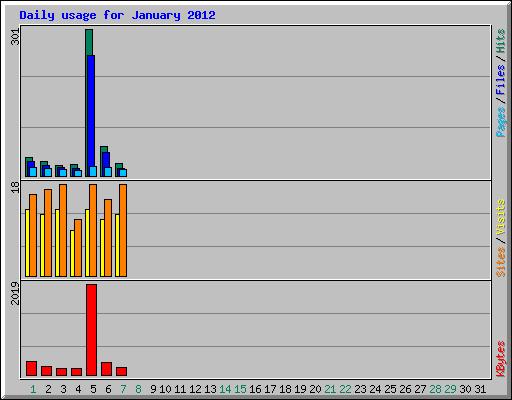 Daily usage for January 2012
301
Pages / Files / Hits
18
Sites / Visits
2019
KBytes
1 2 3 4 5 6 7 8 9 10 11 12 13 14 15 16 17 18 19 20 21 22 23 24 25 26 27 28 29 30 31